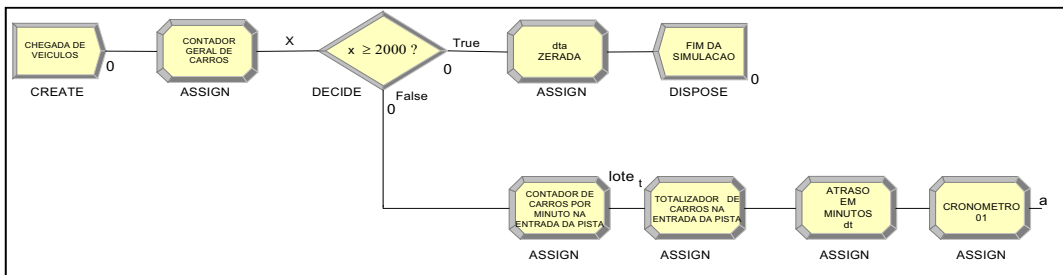 CHEGADA DE
VEICULOS
0
CREATE
CONTADOR
GERAL DE
CARROS
ASSIGN
X
x ≥ 2000 ?
DECIDE
True
0
False
0
dta
ZERADA
ASSIGN
FIM DA
SIMULACAO
0
DISPOSE
CONTADOR DE
CARROS POR
MINUTO NA
ENTRADA DA PISTA
ASSIGN
lote t
TOTALIZADOR DE
CARROS NA
ENTRADA DA PISTA
ASSIGN
ATRASO
EM
MINUTOS
dt
ASSIGN
CRONOMETRO
01
ASSIGN
a